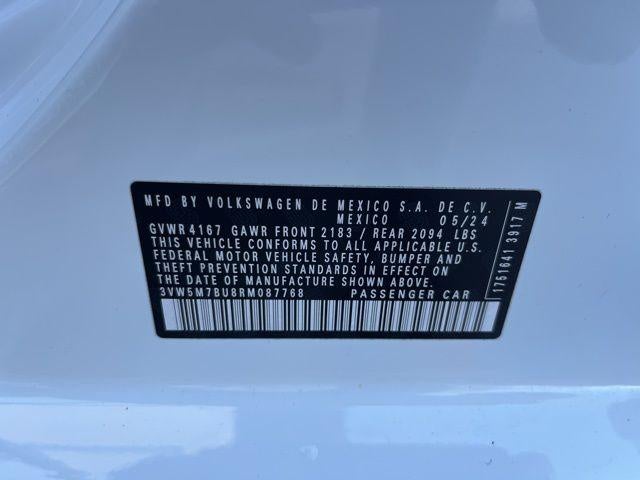 MFD BY VOLKSWAGEN DE MEXICO S.A. DE C.V.
MEXICO 05/24
GVWR 4167 GAWR FRONT 2183 / REAR 2094 LBS
THIS VEHICLE CONFORMS TO ALL APPLICABLE U.S.
FEDERAL MOTOR VEHICLE SAFETY, BUMPER AND
THEFT PREVENTION STANDARDS IN EFFECT ON
THE DATE OF MANUFACTURE SHOWN ABOVE.
3VW5M7BU8RM087768 PASSENGER CAR
1751641 3917 M